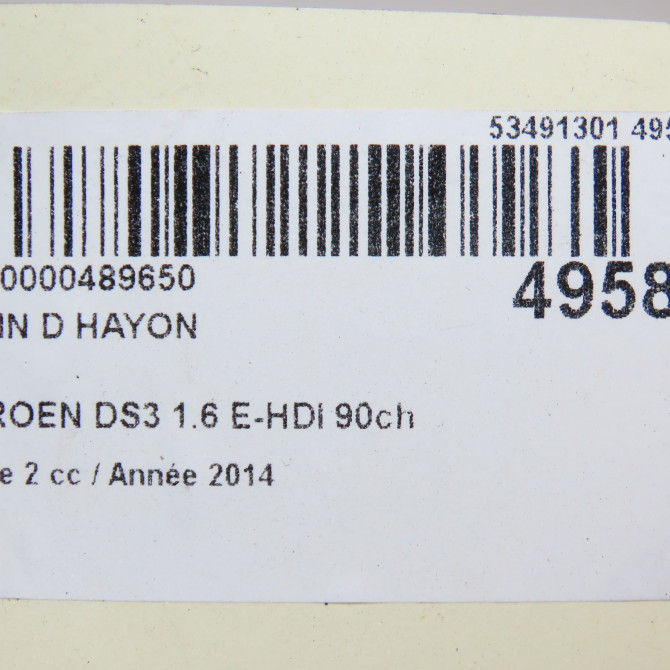 53491301 495
0000489650
4958
IN D HAYON
ROEN DS3 1.6 E-HDI 90ch
e 2 cc / Année 2014